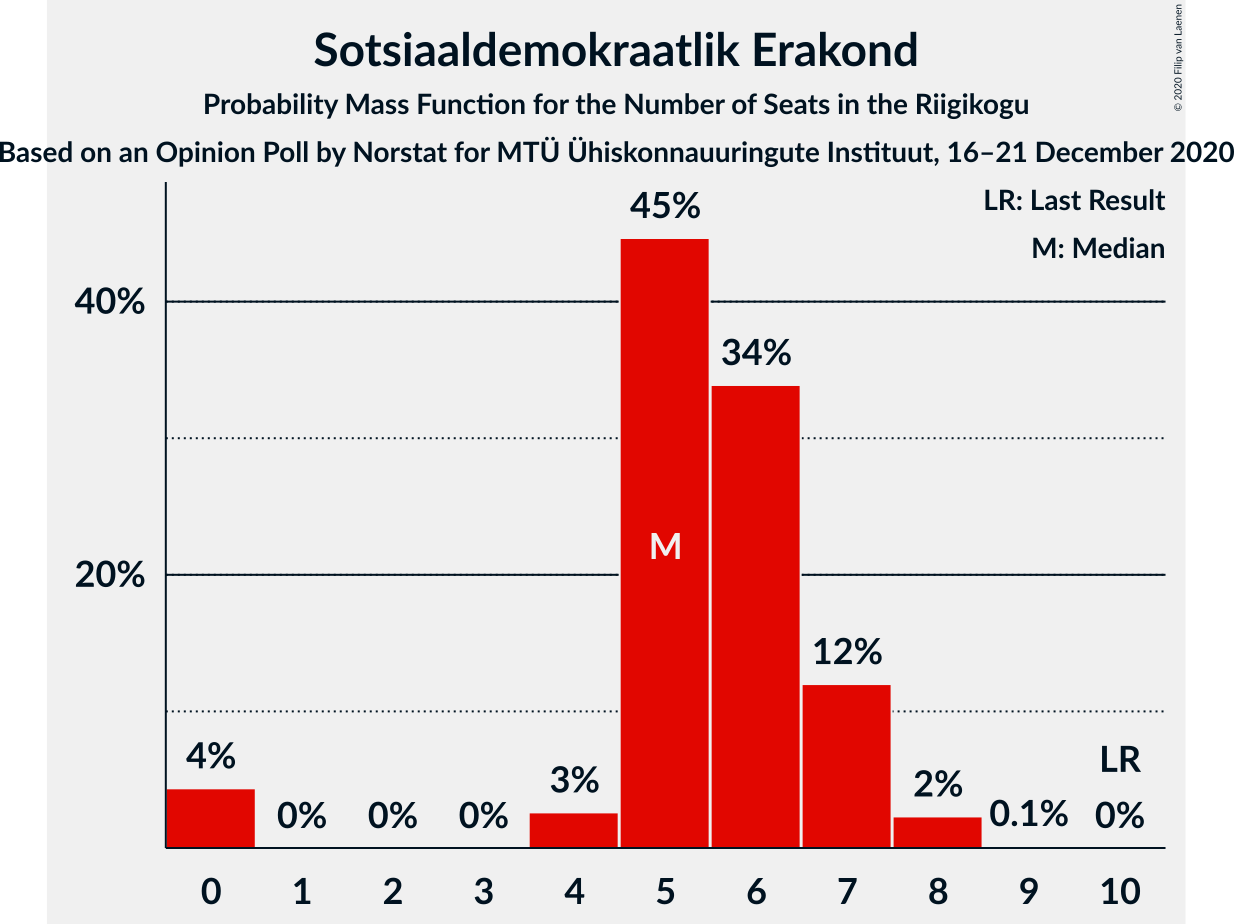 Sotsiaaldemokraatlik Erakond
Probability Mass Function for the Number of Seats in the Riigikogu
Based on an Opinion Poll by Norstat for MTÜ Ühiskonnauuringute Instituut, 16–21 December 2020
© 2020 Filip van Laenen
LR: Last Result
M: Median
45%
40%
34%
M
20%
12%
4%
0%
0%
0%
3%
2%
0.1%
LR
0%
0 1 2 3 4 5 6 7 8 9 10